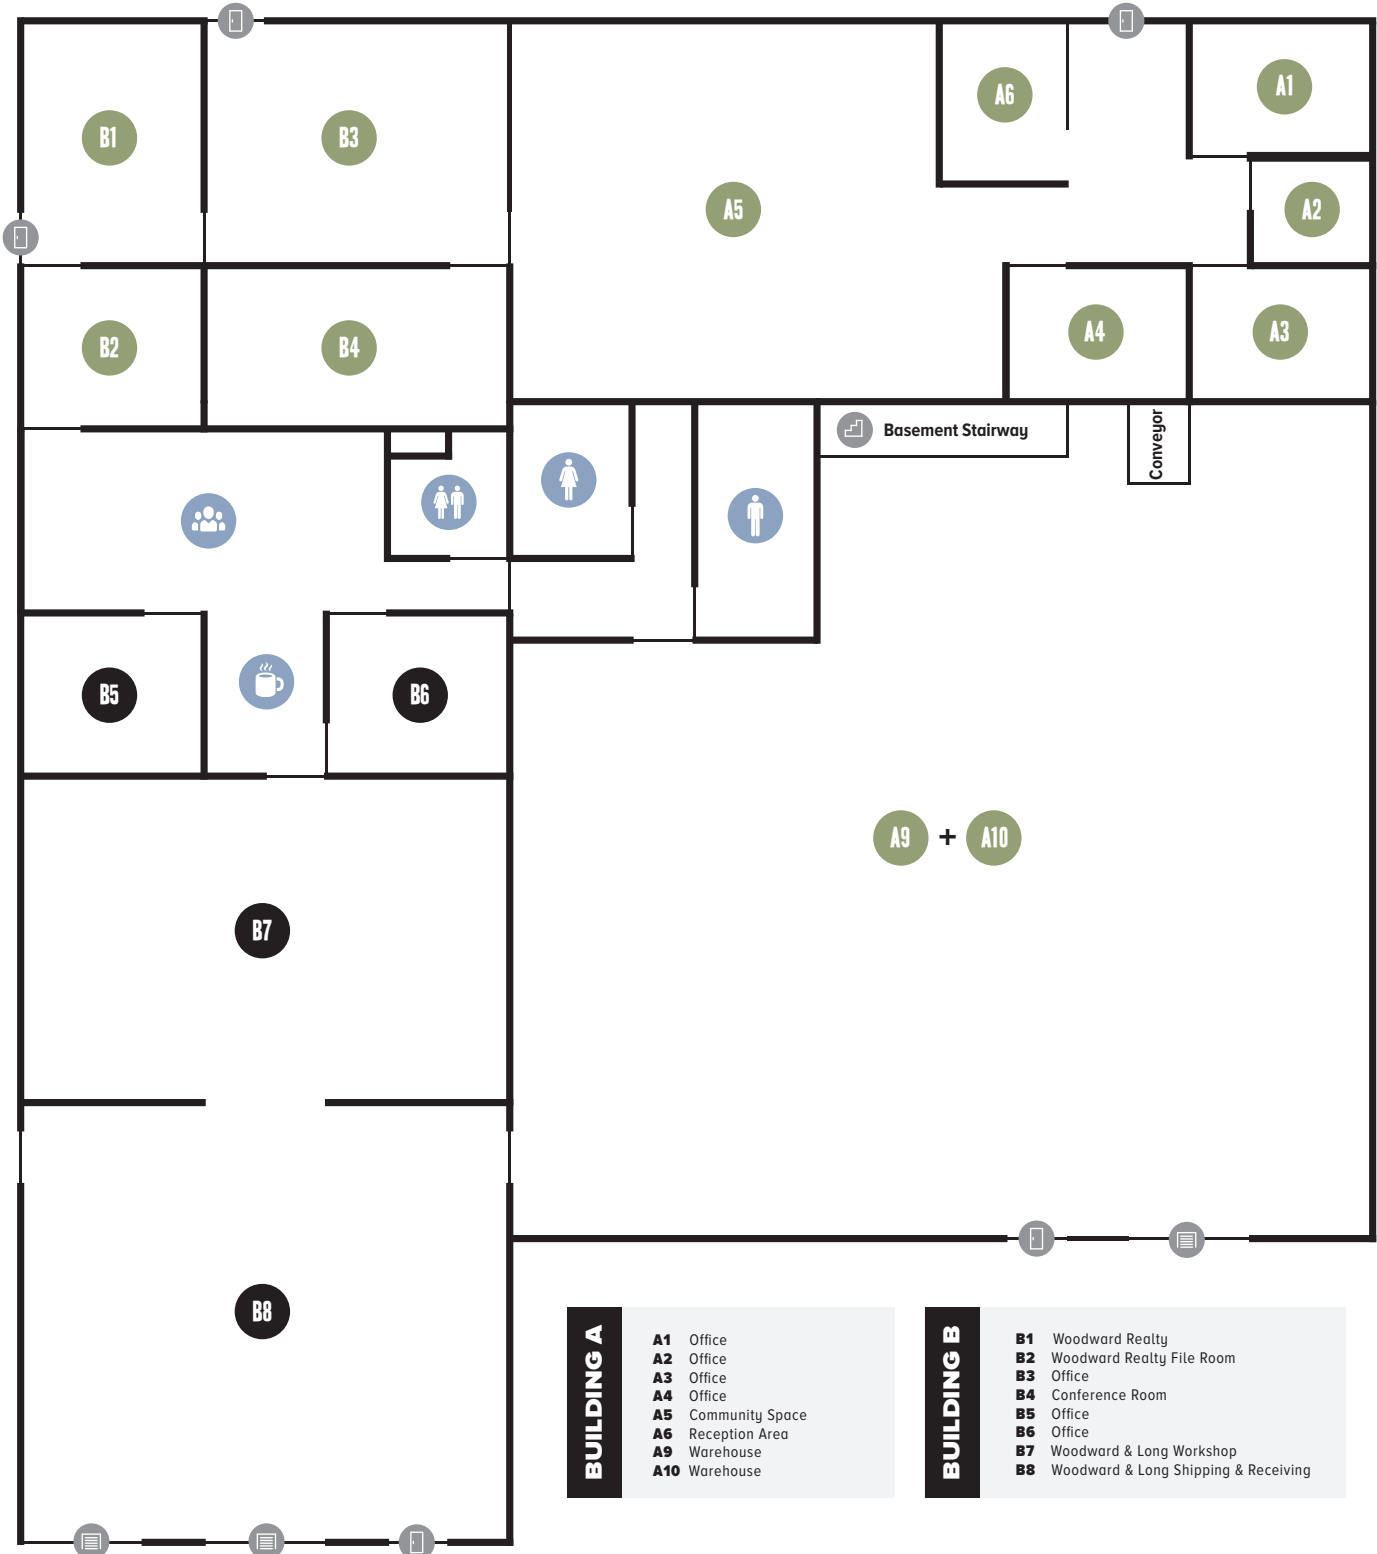 B1
B3
A5
A6
A1
A2
B2
B4
A4
A3
Basement Stairway
Conveyor
B5
B6
A9 + A10
B7
B8
BUILDING A
A1 Office
A2 Office
A3 Office
A4 Office
A5 Community Space
A6 Reception Area
A9 Warehouse
A10 Warehouse
BUILDING B
B1 Woodward Realty
B2 Woodward Realty File Room
B3 Office
B4 Conference Room
B5 Office
B6 Office
B7 Woodward & Long Workshop
B8 Woodward & Long Shipping & Receiving